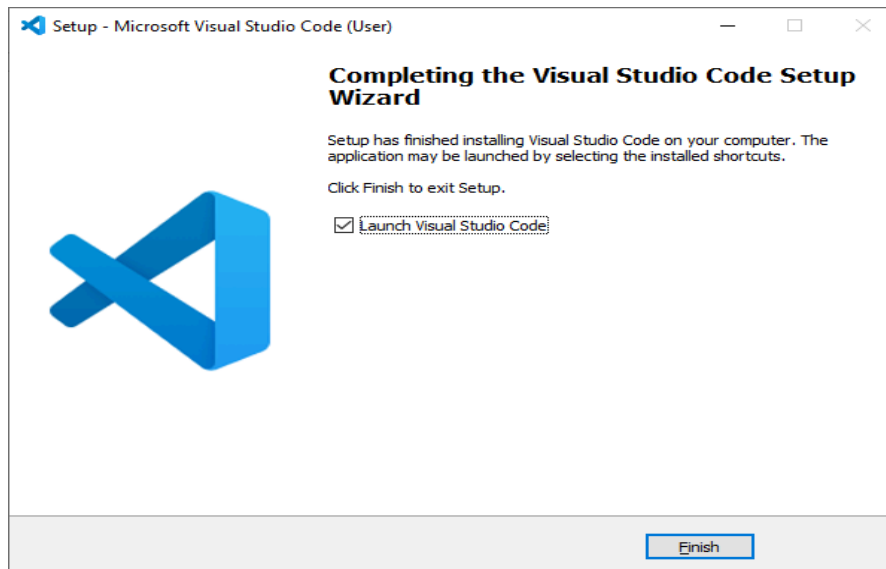 Setup - Microsoft Visual Studio Code (User)
Completing the Visual Studio Code Setup
Wizard
Setup has finished installing Visual Studio Code on your computer. The
application may be launched by selecting the installed shortcuts.
Click Finish to exit Setup.
Launch Visual Studio Code
Finish